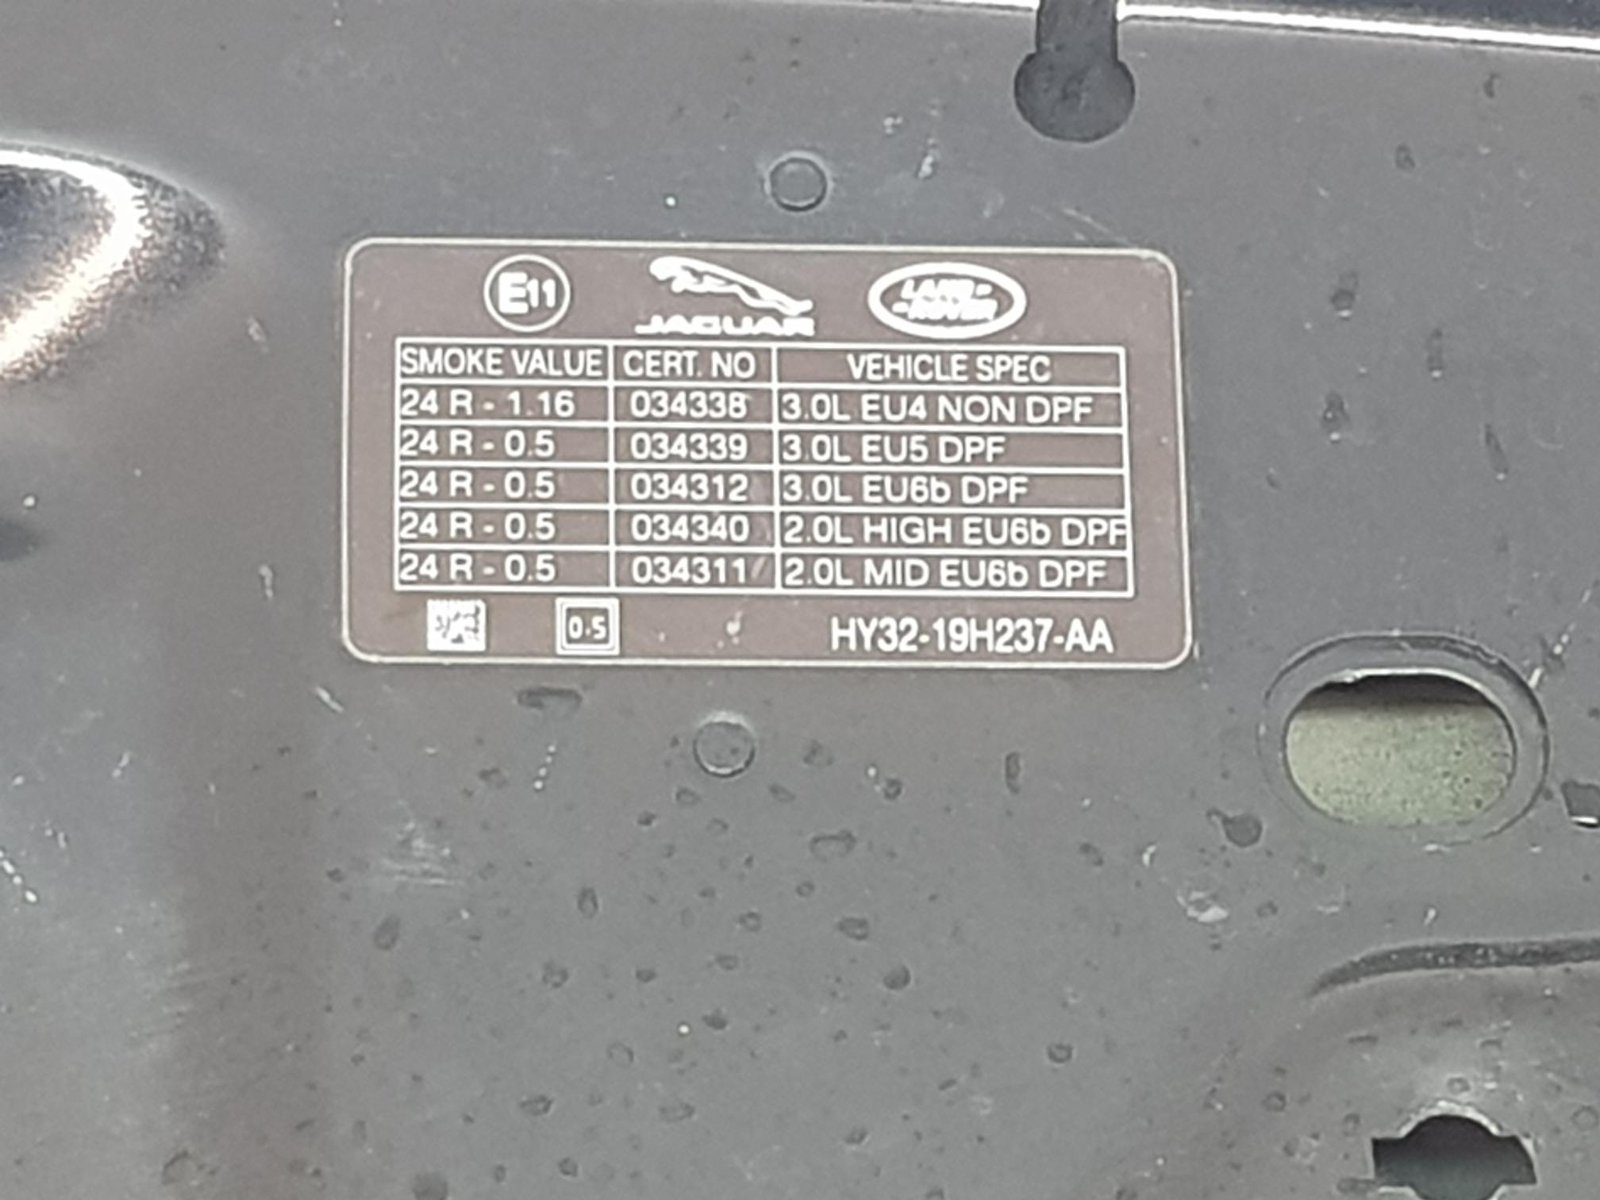 E11 JAGUAR LAND ROVER
SMOKE VALUE CERT. NO VEHICLE SPEC
24 R - 1.16 034338 3.0L EU4 NON DPF
24 R - 0.5 034339 3.0L EU5 DPF
24 R - 0.5 034312 3.0L EU6b DPF
24 R - 0.5 034340 2.0L HIGH EU6b DPF
24 R - 0.5 034311 2.0L MID EU6b DPF
0.5 HY32-19H237-AA